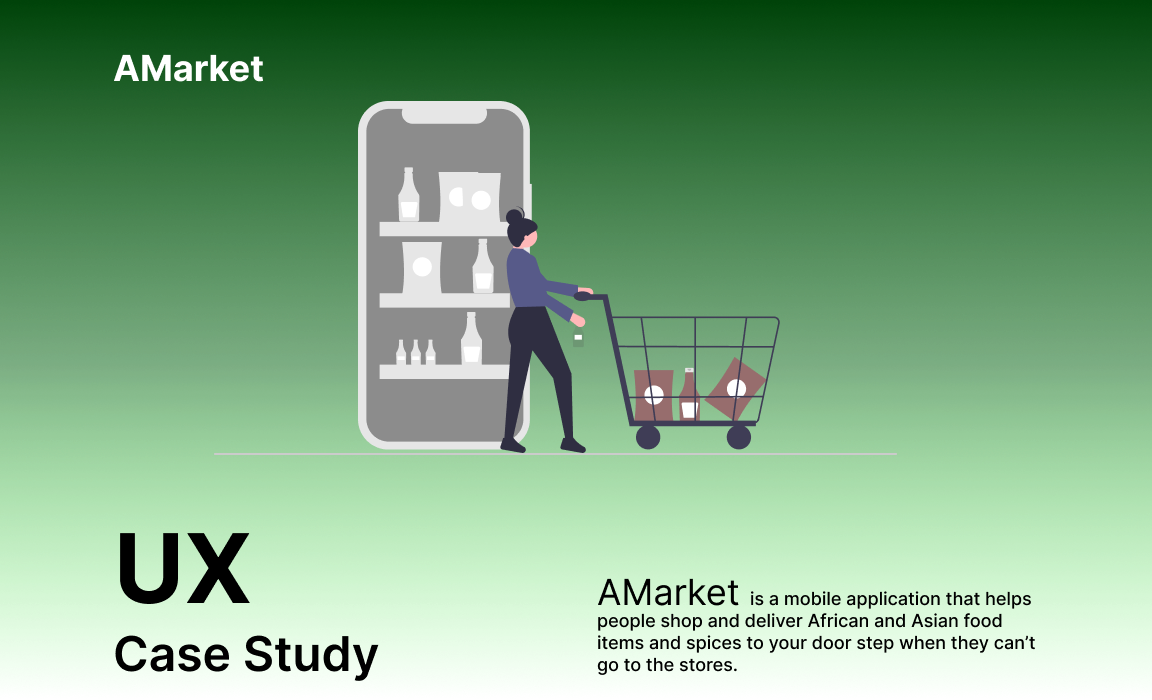 AMarket
UX
Case Study
AMarket is a mobile application that helps
people shop and deliver African and Asian food
items and spices to your door step when they can’t
go to the stores.